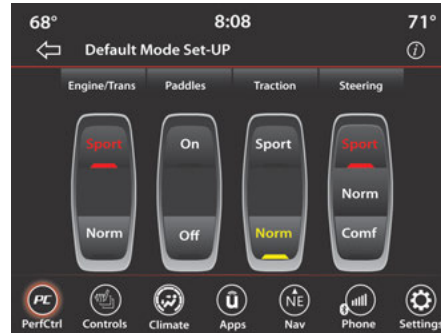 68° 8:08 71°
Default Mode Set-UP i
Engine/Trans Paddles Traction Steering
Sport On Sport Sport
Norm
Norm Off Norm Comf
PC û NE
PerfCtrl Controls Climate Apps Nav Phone Settings